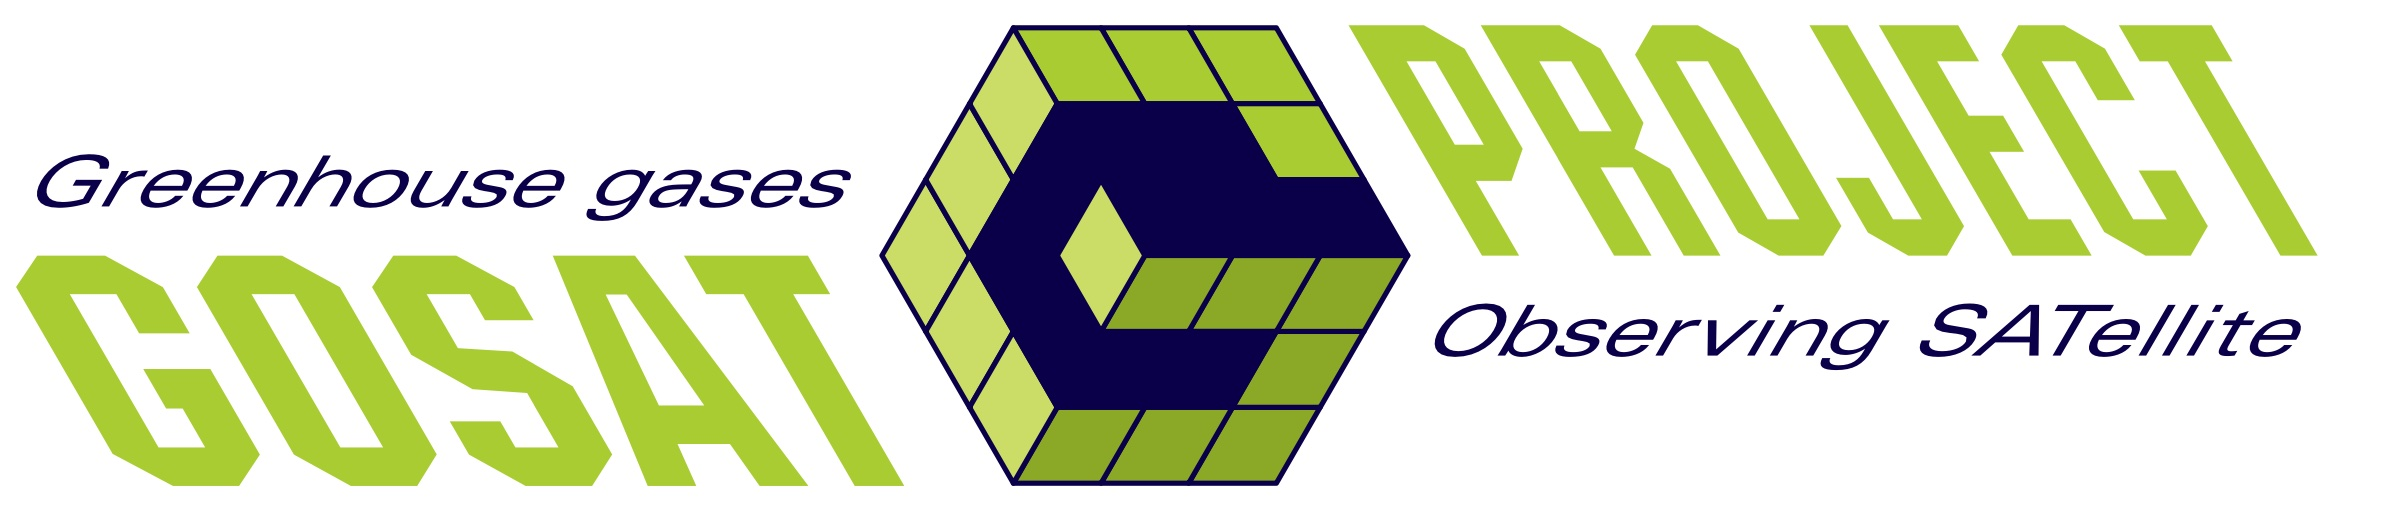 Greenhouse gases
GOSAT
PROJECT
Observing SATellite